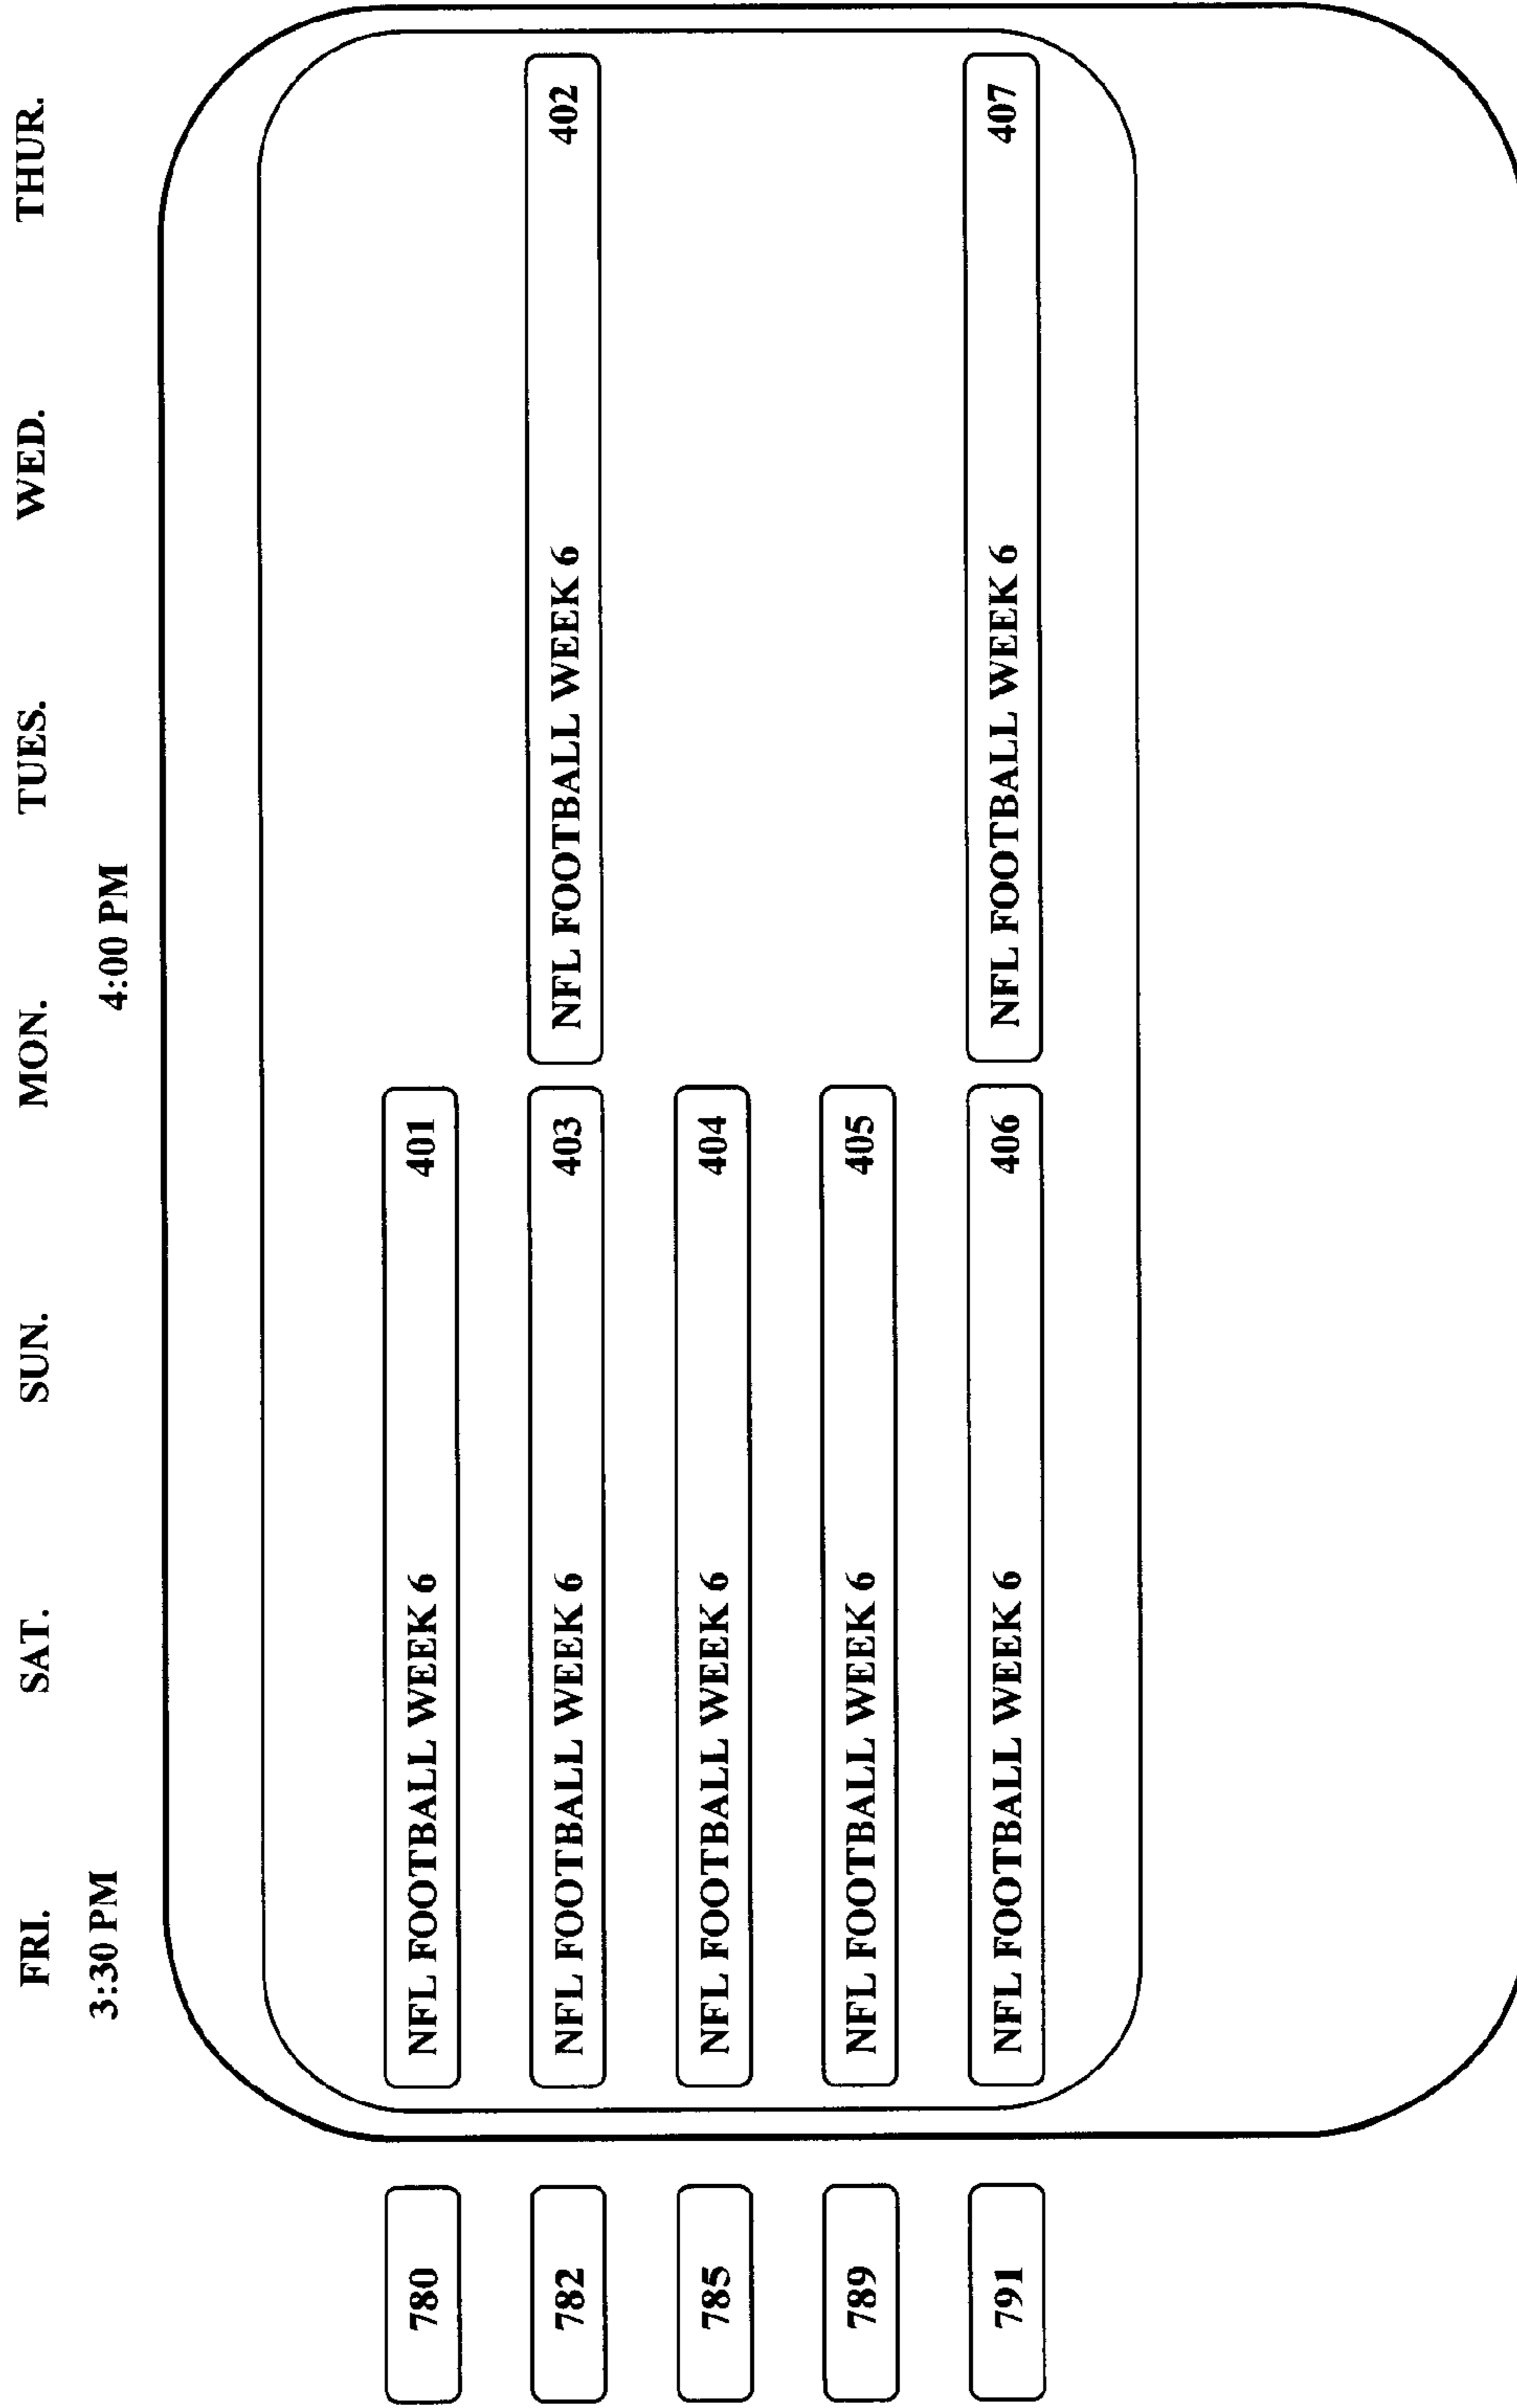 FRI. SAT. SUN. MON. TUES. WED. THUR.
3:30 PM 4:00 PM
780 NFL FOOTBALL WEEK 6 401
782 NFL FOOTBALL WEEK 6 403 NFL FOOTBALL WEEK 6 402
785 NFL FOOTBALL WEEK 6 404
789 NFL FOOTBALL WEEK 6 405
791 NFL FOOTBALL WEEK 6 406 NFL FOOTBALL WEEK 6 407